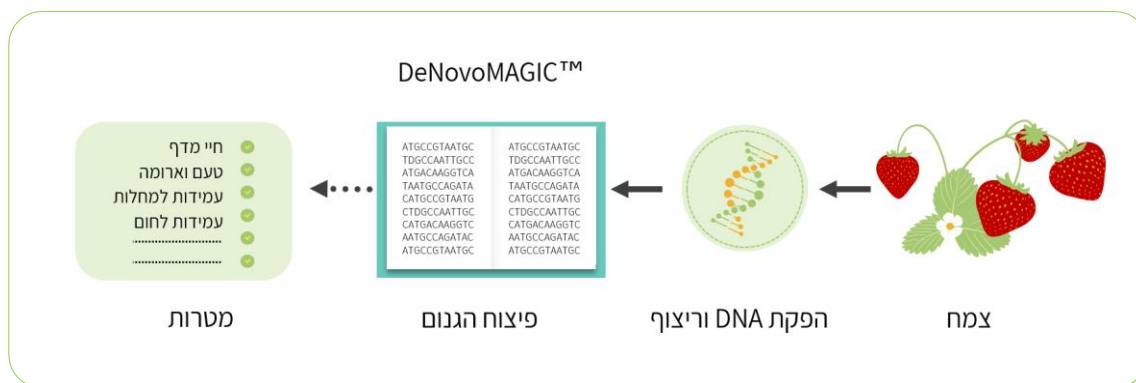 DeNovoMAGIC™
חיי מדף
טעם וארומה
עמידות למחלות
עמידות לחום
ATGCCGTAATGC
TDGCCAATTGCC
ATGACAAGGTCA
TAATGCCAGATA
CATGCCGTAATG
CTDGCCAATTGC
CATGACAAGGTC
AATGCCAGATAC
ATGCCGTAATGC
ATGCCGTAATGC
TDGCCAATTGCC
ATGACAAGGTCA
TAATGCCAGATA
CATGCCGTAATG
CTDGCCAATTGC
CATGACAAGGTC
AATGCCAGATAC
ATGCCGTAATGC
צמח
הפקת DNA וריצוף
פיצוח הגנום
מטרות